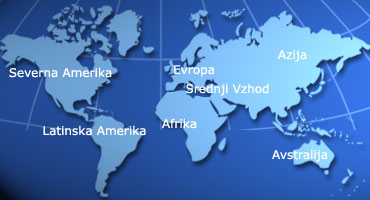 Azija
Evropa
Severna Amerika
Srednji Vzhod
Afrika
Latinska Amerika
Avstralija